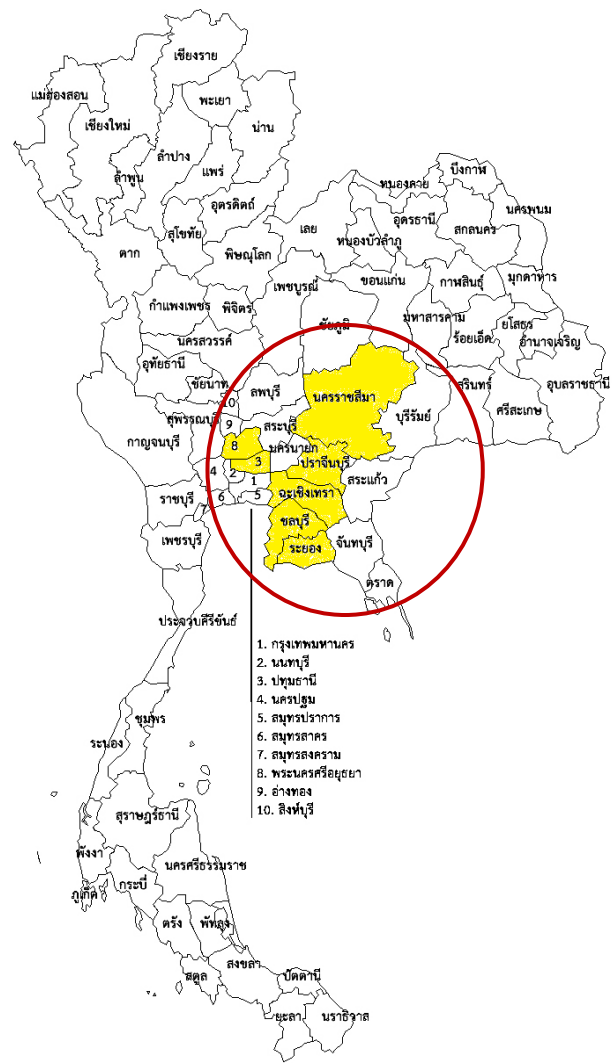 เชียงราย
แม่ฮ่องสอน
พะเยา
เชียงใหม่
น่าน
ลำปาง
แพร่
ลำพูน
อุตรดิตถ์
สุโขทัย
ตาก
พิษณุโลก
เลย
หนองคาย
บึงกาฬ
อุดรธานี
นครพนม
สกลนคร
หนองบัวลำภู
ขอนแก่น
กาฬสินธุ์
มุกดาหาร
เพชรบูรณ์
กำแพงเพชร
พิจิตร
ชัยภูมิ
มหาสารคาม
ร้อยเอ็ด
ยโสธร
อำนาจเจริญ
นครสวรรค์
อุทัยธานี
ชัยนาท
ลพบุรี
นครราชสีมา
บุรีรัมย์
สุรินทร์
ศรีสะเกษ
อุบลราชธานี
10
สุพรรณบุรี
9
สระบุรี
กาญจนบุรี
8
นครนายก
ปราจีนบุรี
สระแก้ว
3
4
2
1
ฉะเชิงเทรา
ราชบุรี
6
5
7
ชลบุรี
เพชรบุรี
ระยอง
จันทบุรี
ตราด
ประจวบคีรีขันธ์
1. กรุงเทพมหานคร
2. นนทบุรี
3. ปทุมธานี
4. นครปฐม
5. สมุทรปราการ
6. สมุทรสาคร
7. สมุทรสงคราม
8. พระนครศรีอยุธยา
9. อ่างทอง
10. สิงห์บุรี
ชุมพร
ระนอง
สุราษฎร์ธานี
พังงา
นครศรีธรรมราช
ภูเก็ต
กระบี่
ตรัง
พัทลุง
สงขลา
สตูล
ปัตตานี
ยะลา
นราธิวาส